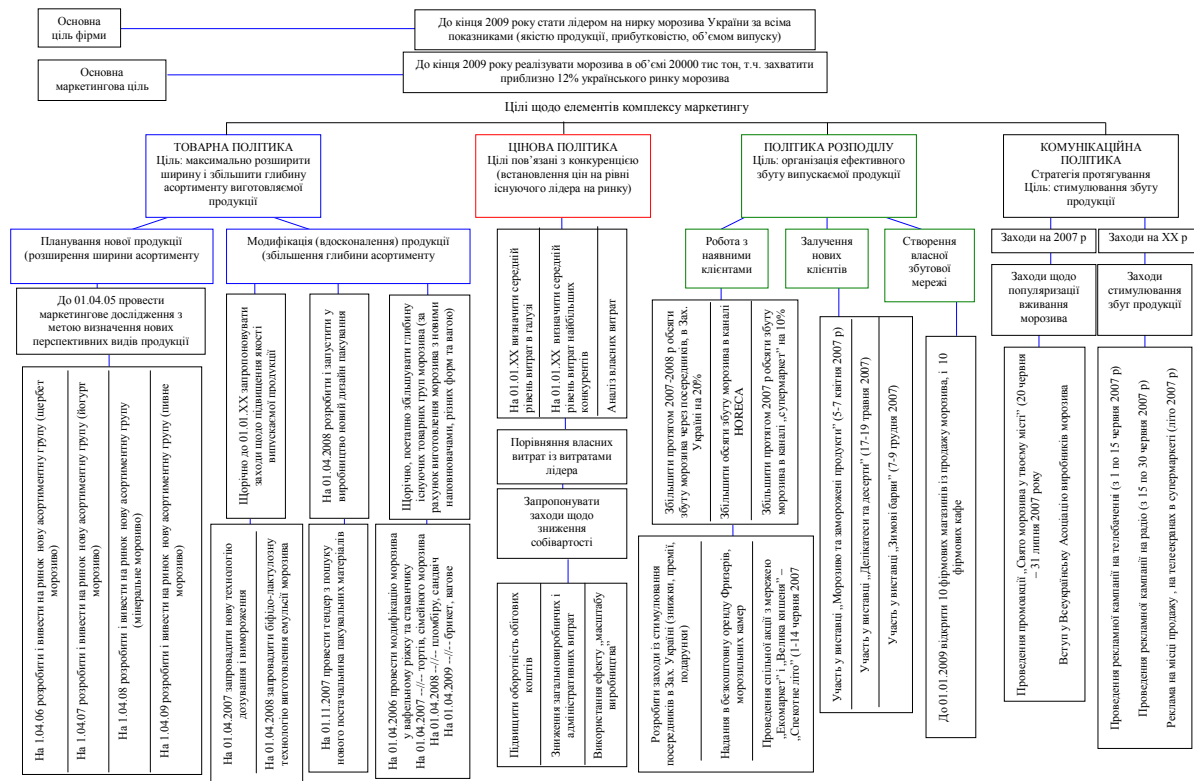 Основна
ціль фірми
До кінця 2009 року стати лідером на нирку морозива України за всіма
показниками (якістю продукції, прибутковістю, об’ємом випуску)
Основна
маркетингова ціль
До кінця 2009 року реалізувати морозива в об’ємі 20000 тис тон, т.ч. захватити
приблизно 12% українського ринку морозива
Цілі щодо елементів комплексу маркетингу
ТОВАРНА ПОЛІТИКА
Ціль: максимально розширити
ширину і збільшити глибину
асортименту виготовляємої
продукції
ЦІНОВА ПОЛІТИКА
Цілі пов’язані з конкуренцією
(встановлення цін на рівні
існуючого лідера на ринку)
ПОЛІТИКА РОЗПОДІЛУ
Ціль: організація ефективного
збуту випускаємої продукції
КОМУНІКАЦІЙНА
ПОЛІТИКА
Стратегія протягування
Ціль: стимулювання збуту
продукції
Планування нової продукції
(розширення ширини асортименту
Модифікація (вдосконалення) продукції
(збільшення глибини асортименту
Робота з
наявними
клієнтами
Залучення
нових
клієнтів
Створення
власної
збутової
мережі
Заходи на 2007 р
Заходи на ХХ р
До 01.04.05 провести
маркетингове дослідження з
метою визначення нових
перспективних видів продукції
Заходи щодо
популяризації
вживання
морозива
Заходи
стимулювання
збут продукції
На 1.04.06 розробити і вивести на ринок нову асортиментну групу (щербет
морозиво)
На 1.04.07 розробити і вивести на ринок нову асортиментну групу (йогурт
морозиво)
На 1.04.08 розробити і вивести на ринок нову асортиментну групу
(мінеральне морозиво)
На 1.04.09 розробити і вивести на ринок нову асортиментну групу (пивне
морозиво)
Щорічно до 01.01.ХХ запропоновувати
заходи щодо підвищення якості
випускаємої продукції
На 01.04.2008 розробити і запустити у
виробництво новий дизайн пакування
Щорічно, поетапно збільшувати глибину
існуючих товарних груп морозива (за
рахунок виготовлення морозива з новими
наповнювачами, різних форм та вагою)
На 01.04.2007 запровадити нову технологію
дозування і вимороження
На 01.04.2008 запровадити біфідо-лактулозну
технологію виготовлення емульсії морозива
На 01.11.2007 провести тендер з пошуку
нового постачальника пакувальних матеріалів
На 01.04.2006 провести модифікацію морозива
у вафельному ріжку та стаканчику
На 01.04.2007 --//-- тортів, сімейного морозива
На 01.04.2008 --//-- пломбіру, сандвіч
На 01.04.2009 --//-- брикет, вагове
На 01.01.ХХ визначити середній
рівень витрат в галузі
На 01.01.ХХ визначити середній
рівень витрат найбільших
конкурентів
Аналіз власних витрат
Порівняння власних
витрат із витратами
лідера
Запропонувати
заходи щодо
зниження
собівартості
Підвищити оборотність обігових
коштів
Зниження загальновиробничих і
адміністративних витрат
Використання ефекту „масштабу
виробництва”
Збільшити протягом 2007-2008 р обсяги
збуту морозива через посередників, в Зах.
Україні на 20%
Збільшити обсяги збуту морозива в каналі
HORECA
Збільшити протягом 2007 р обсяги збуту
морозива в каналі „супермаркет” на 10%
Розробити заходи із стимулювання
посередників в Зах. Україні (знижки, премії,
подарунки)
Надання в безкоштовну оренду Фризерів,
морозильних камер
Проведення спільної акції з мережею
„Екомаркет” і „Велика кишеня” –
„Спекотне літо” (1-14 червня 2007
Участь у виставці „Морозиво та заморожені продукти” (5-7 квітня 2007 р)
Участь у виставці „Делікатеси та десерти” (17-19 травня 2007)
Участь у виставці „Зимові барви” (7-9 грудня 2007)
До 01.01.2009 відкрити 10 фірмових магазинів із продажу морозива, і 10
фірмових кафе
Проведення промоакції „Свято морозива у твоєму місті” (20 червня
– 31 липня 2007 року
Вступ у Всеукраїнську Асоціацію виробників морозива
Проведення рекламної кампанії на телебачені (з 1 по 15 червня 2007 р)
Проведення рекламної кампанії на радіо (з 15 по 30 червня 2007 р)
Реклама на місці продажу , на телеекранах в супермаркеті (літо 2007 р)